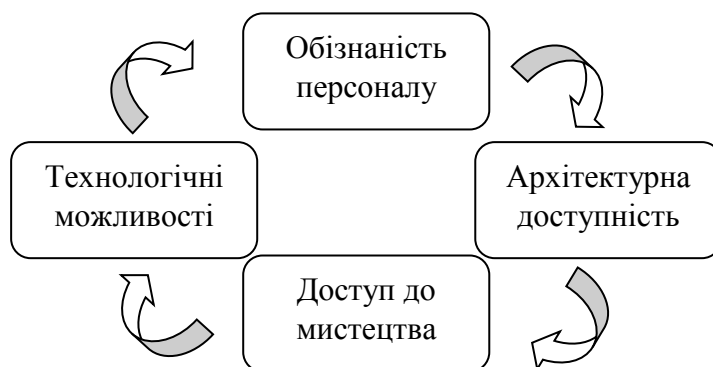 Обізнаність
персоналу
Технологічні
можливості
Архітектурна
доступність
Доступ до
мистецтва